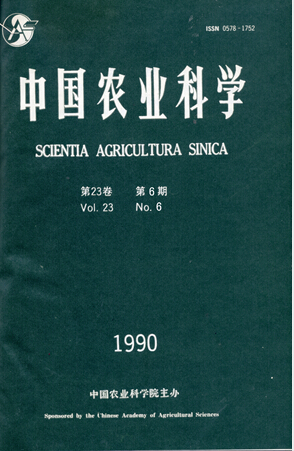 ISSN 0578-1752
中国农业科学
SCIENTIA AGRICULTURA SINICA
第23卷 第6期
Vol. 23 No. 6
1990
中国农业科学院主办
Sponsored by the Chinese Academy of Agricultural Sciences